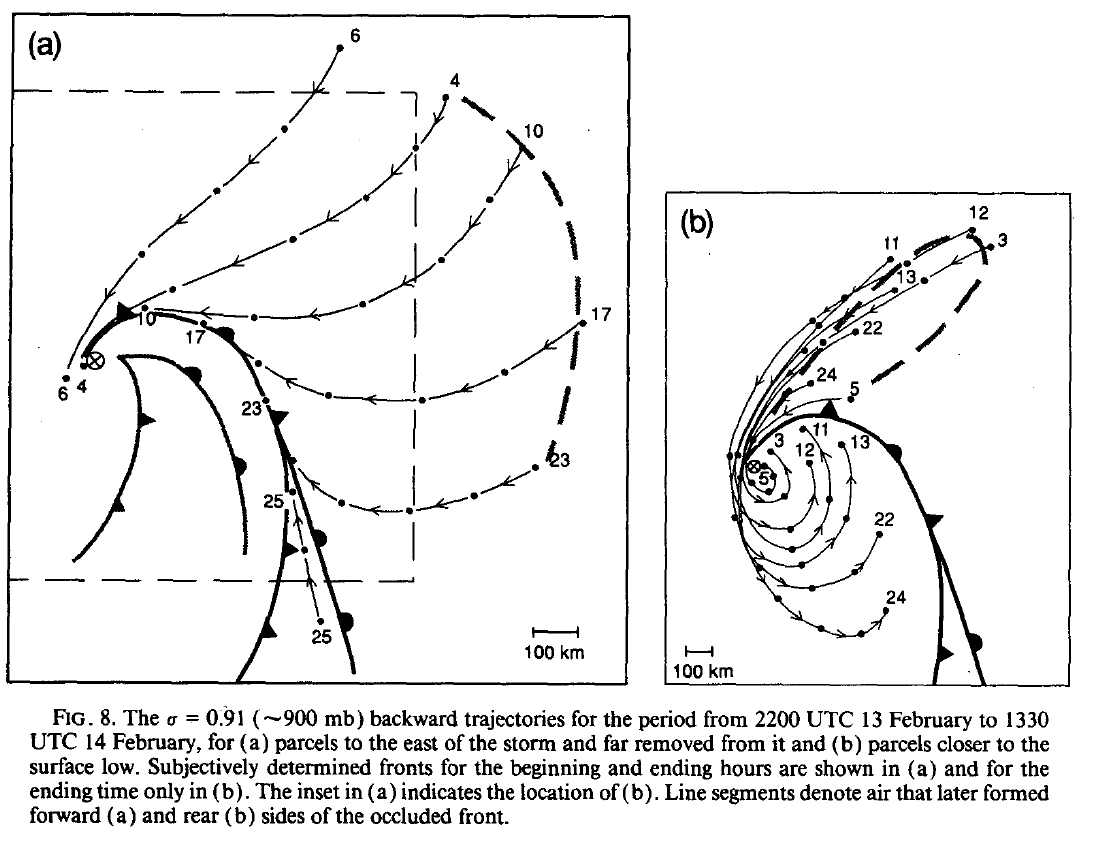 (a)
6
4
10
17
23
10
17
6
4
23
25
25
100 km
(b)
12
3
11
13
22
24
5
3
11
12
13
5
22
24
100 km
FIG. 8. The σ = 0.91 (~900 mb) backward trajectories for the period from 2200 UTC 13 February to 1330
UTC 14 February, for (a) parcels to the east of the storm and far removed from it and (b) parcels closer to the
surface low. Subjectively determined fronts for the beginning and ending hours are shown in (a) and for the
ending time only in (b). The inset in (a) indicates the location of (b). Line segments denote air that later formed
forward (a) and rear (b) sides of the occluded front.